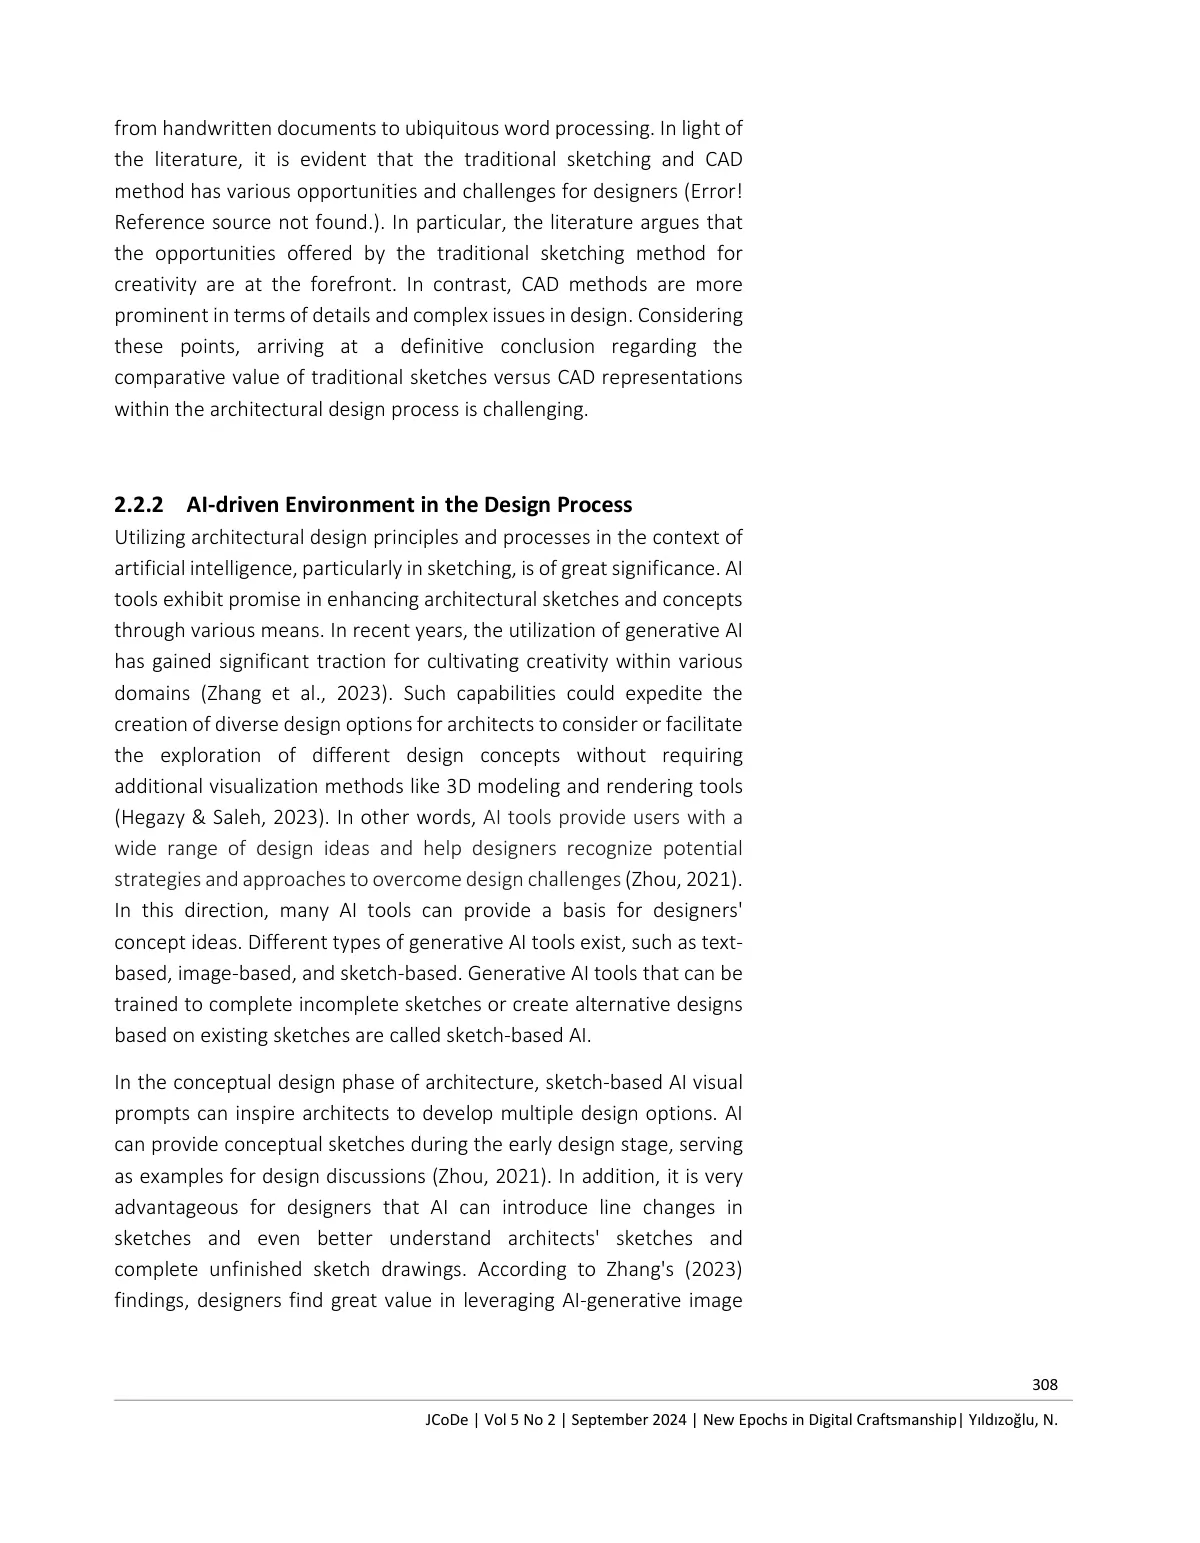 from handwritten documents to ubiquitous word processing. In light of
the literature, it is evident that the traditional sketching and CAD
method has various opportunities and challenges for designers (Error!
Reference source not found.). In particular, the literature argues that
the opportunities offered by the traditional sketching method for
creativity are at the forefront. In contrast, CAD methods are more
prominent in terms of details and complex issues in design. Considering
these points, arriving at a definitive conclusion regarding the
comparative value of traditional sketches versus CAD representations
within the architectural design process is challenging.
2.2.2 AI-driven Environment in the Design Process
Utilizing architectural design principles and processes in the context of
artificial intelligence, particularly in sketching, is of great significance. AI
tools exhibit promise in enhancing architectural sketches and concepts
through various means. In recent years, the utilization of generative AI
has gained significant traction for cultivating creativity within various
domains (Zhang et al., 2023). Such capabilities could expedite the
creation of diverse design options for architects to consider or facilitate
the exploration of different design concepts without requiring
additional visualization methods like 3D modeling and rendering tools
(Hegazy & Saleh, 2023). In other words, AI tools provide users with a
wide range of design ideas and help designers recognize potential
strategies and approaches to overcome design challenges (Zhou, 2021).
In this direction, many AI tools can provide a basis for designers'
concept ideas. Different types of generative AI tools exist, such as text-
based, image-based, and sketch-based. Generative AI tools that can be
trained to complete incomplete sketches or create alternative designs
based on existing sketches are called sketch-based AI.
In the conceptual design phase of architecture, sketch-based AI visual
prompts can inspire architects to develop multiple design options. AI
can provide conceptual sketches during the early design stage, serving
as examples for design discussions (Zhou, 2021). In addition, it is very
advantageous for designers that AI can introduce line changes in
sketches and even better understand architects' sketches and
complete unfinished sketch drawings. According to Zhang's (2023)
findings, designers find great value in leveraging AI-generative image
308
JCoDe | Vol 5 No 2 | September 2024 | New Epochs in Digital Craftsmanship| Yıldızoğlu, N.